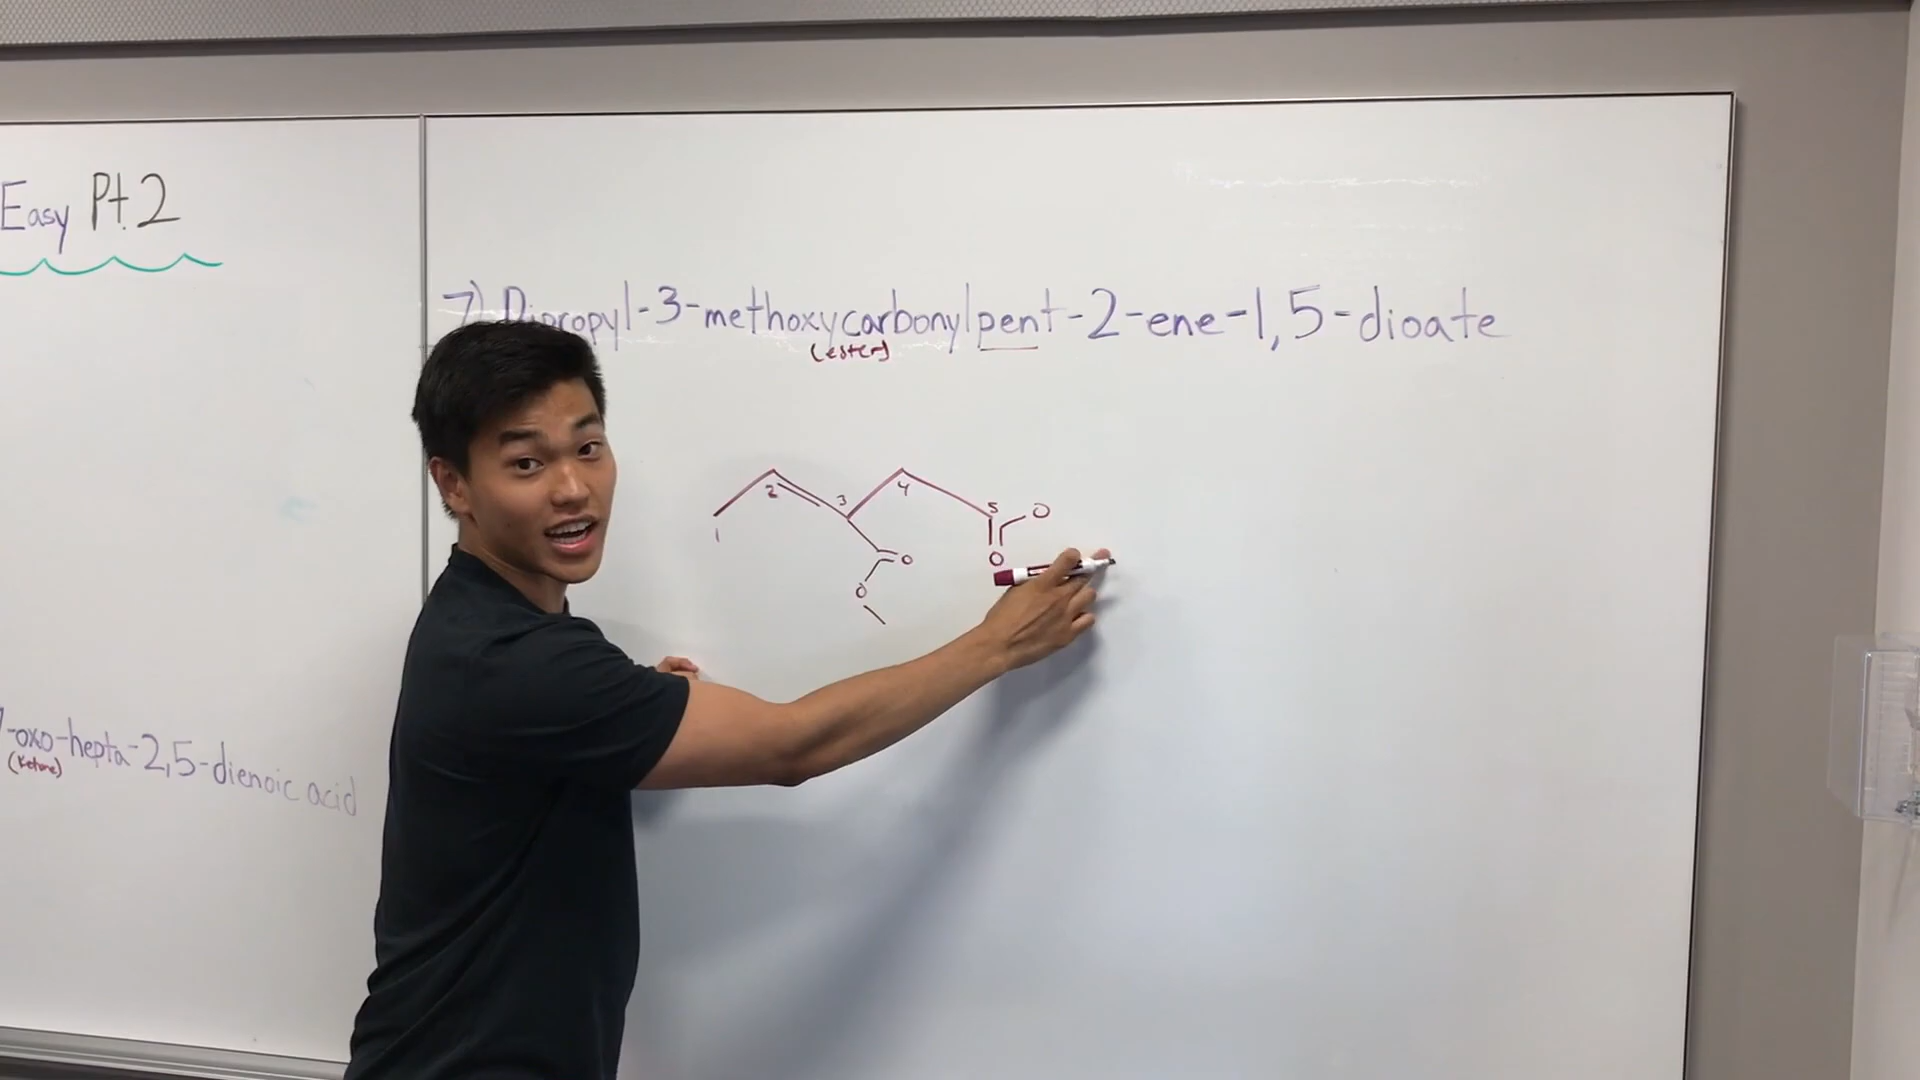 Easy Pt.2
7) Dipropyl-3-methoxycarbonylpent-2-ene-1,5-dioate
(ester)
1
2
3
4
5
O
O
O
O
-oxo-hepta-2,5-dienoic acid
(ketone)